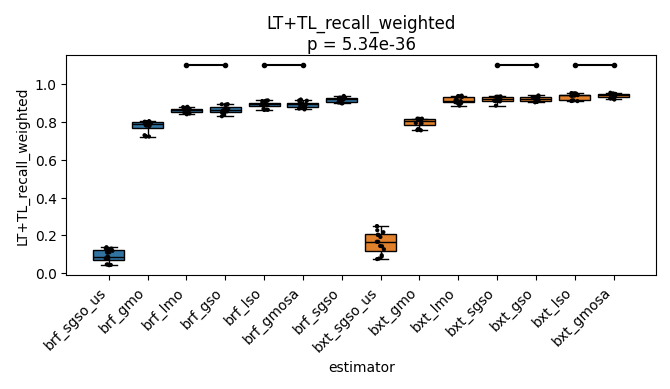 LT+TL_recall_weighted
p = 5.34e-36
LT+TL_recall_weighted
1.0
0.8
0.6
0.4
0.2
0.0
brf_sgso_us
brf_gmo
brf_lmo
brf_gso
brf_lso
brf_gmosa
brf_sgso
bxt_sgso_us
bxt_gmo
bxt_lmo
bxt_sgso
bxt_gso
bxt_lso
bxt_gmosa
estimator